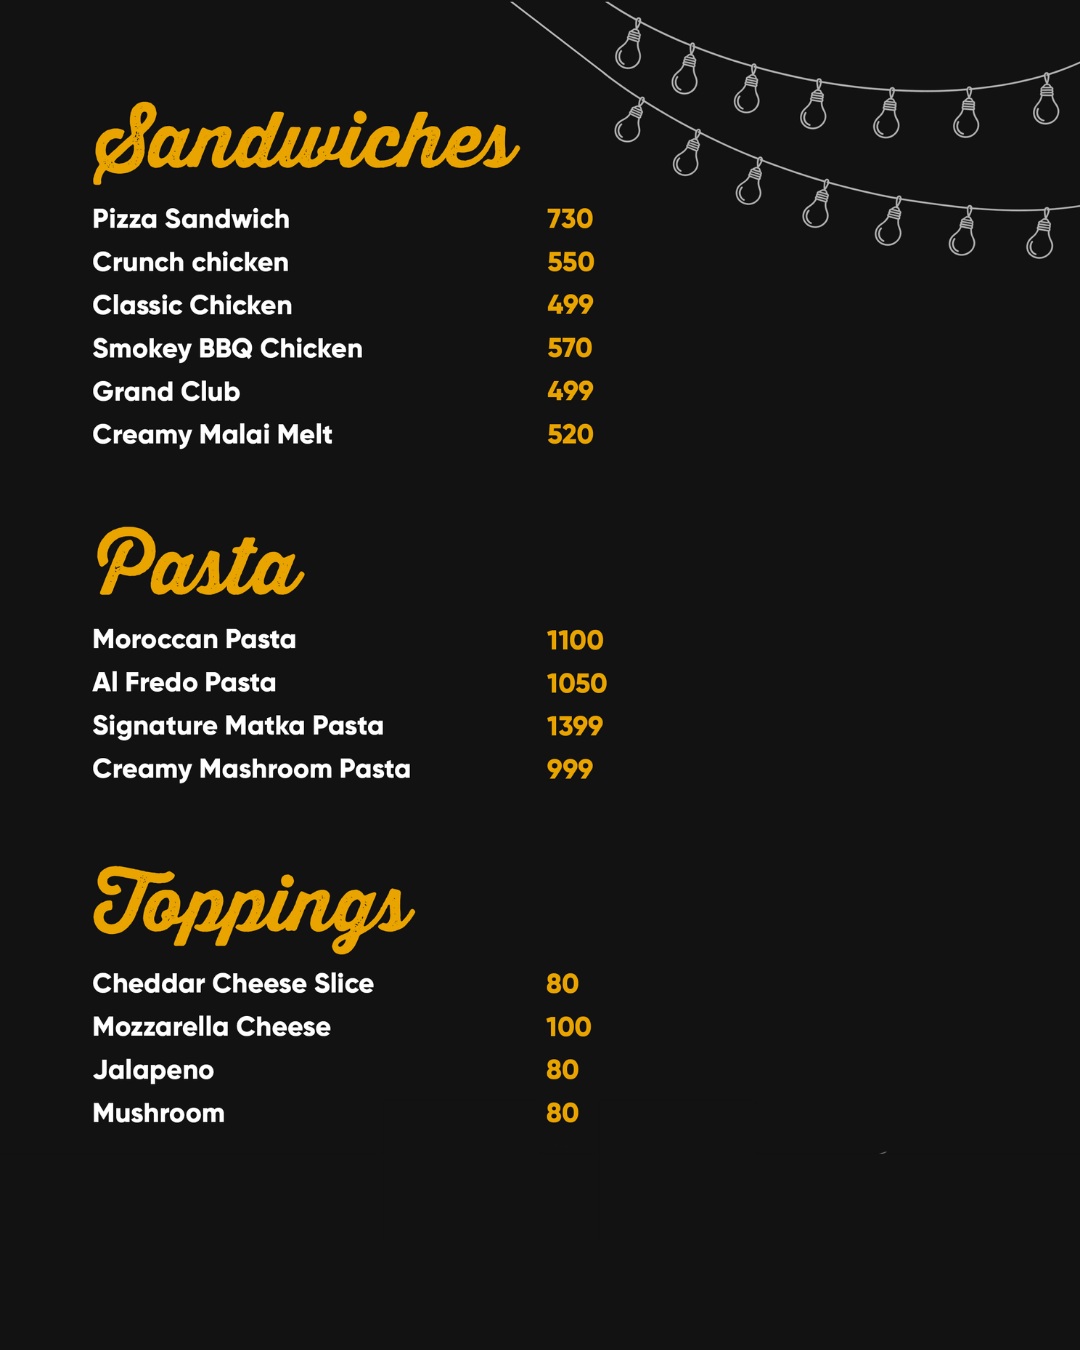 Sandwiches
Pizza Sandwich 730
Crunch chicken 550
Classic Chicken 499
Smokey BBQ Chicken 570
Grand Club 499
Creamy Malai Melt 520
Pasta
Moroccan Pasta 1100
Al Fredo Pasta 1050
Signature Matka Pasta 1399
Creamy Mashroom Pasta 999
Toppings
Cheddar Cheese Slice 80
Mozzarella Cheese 100
Jalapeno 80
Mushroom 80